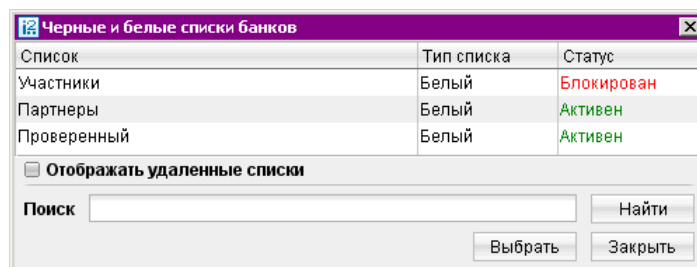 Черные и белые списки банков
Список Тип списка Статус
Участники Белый Блокирован
Партнеры Белый Активен
Проверенный Белый Активен
Отображать удаленные списки
Поиск Найти
Выбрать Закрыть